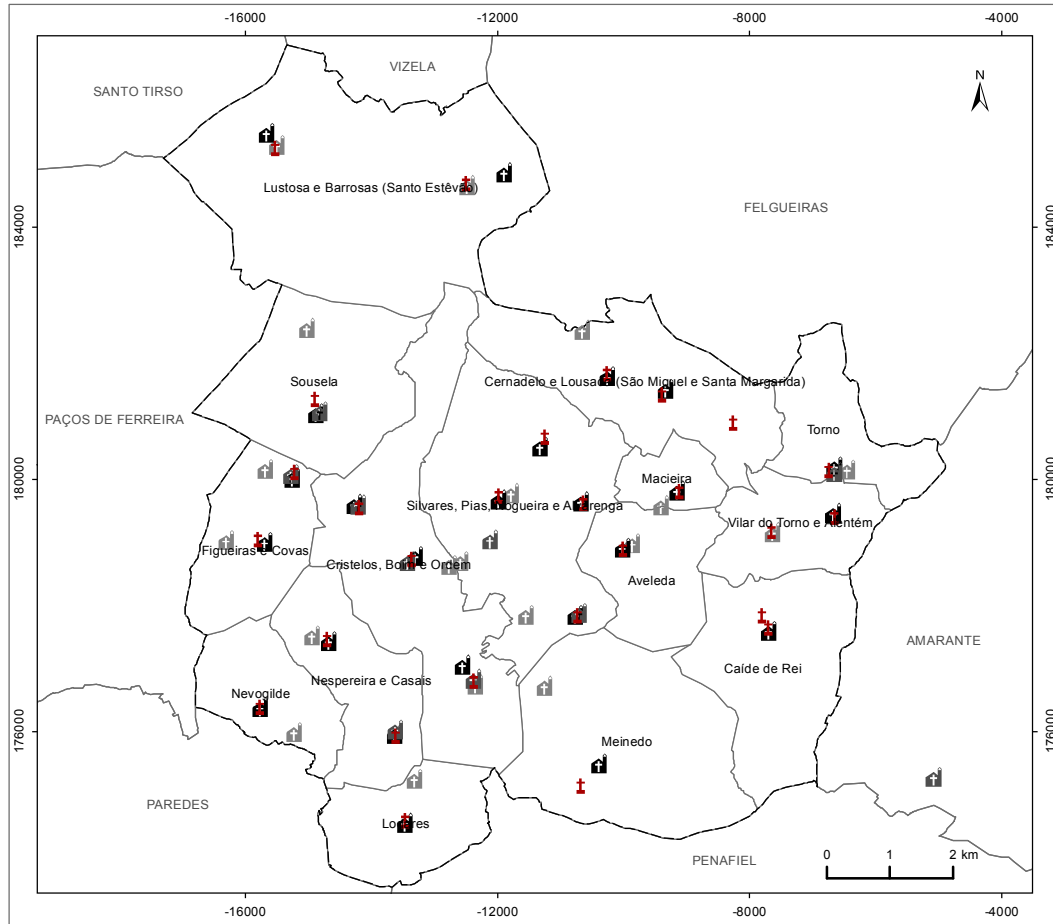 -16000 -12000 -8000 -4000
VIZELA
SANTO TIRSO
N
Lustosa e Barrosas (Santo Estêvão)
FELGUEIRAS
184000 184000
Sousela
Cernadelo e Lousada (São Miguel e Santa Margarida)
PAÇOS DE FERREIRA
Torno
180000 180000
Macieira
Silvares, Pias, Nogueira e Alvarenga
Vilar do Torno e Alentém
Figueiras e Covas
Cristelos, Boim e Ordem
Aveleda
AMARANTE
Caíde de Rei
Nespereira e Casais
Nevogilde
176000 176000
Meinedo
PAREDES
Lodares
PENAFIEL
0 1 2 km
-16000 -12000 -8000 -4000